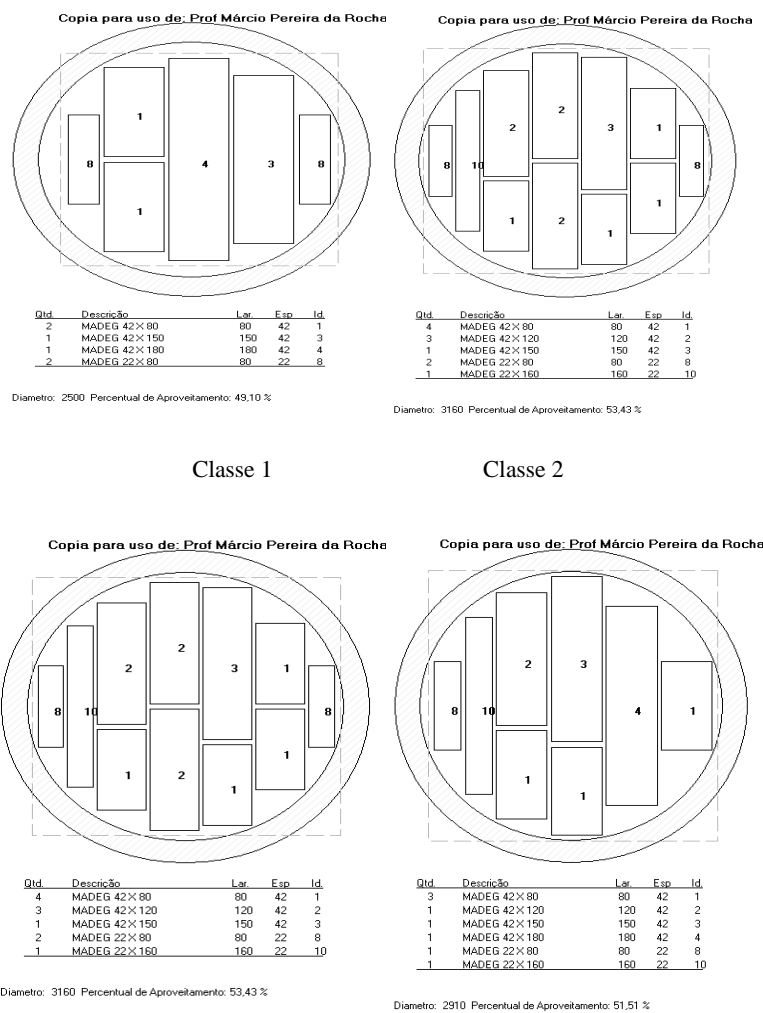 Copia para uso de: Prof Márcio Pereira da Rocha
8 1 1 4 3 8
Qtd. Descrição Lar. Esp Id.
2 MADEG 42×80 80 42 1
1 MADEG 42×150 150 42 3
1 MADEG 42×180 180 42 4
2 MADEG 22×80 80 22 8
Diametro: 2500 Percentual de Aproveitamento: 49,10 %
Classe 1
Copia para uso de: Prof Márcio Pereira da Rocha
8 10 2 1 2 2 3 1 1 1 8
Qtd. Descrição Lar. Esp Id.
4 MADEG 42×80 80 42 1
3 MADEG 42×120 120 42 2
1 MADEG 42×150 150 42 3
2 MADEG 22×80 80 22 8
1 MADEG 22×160 160 22 10
Diametro: 3160 Percentual de Aproveitamento: 53,43 %
Classe 2
Copia para uso de: Prof Márcio Pereira da Rocha
8 10 2 1 2 2 3 1 1 1 8
Qtd. Descrição Lar. Esp Id.
4 MADEG 42×80 80 42 1
3 MADEG 42×120 120 42 2
1 MADEG 42×150 150 42 3
2 MADEG 22×80 80 22 8
1 MADEG 22×160 160 22 10
Diametro: 3160 Percentual de Aproveitamento: 53,43 %
Copia para uso de: Prof Márcio Pereira da Rocha
8 10 2 1 3 1 4 1
Qtd. Descrição Lar. Esp Id.
3 MADEG 42×80 80 42 1
1 MADEG 42×120 120 42 2
1 MADEG 42×150 150 42 3
1 MADEG 42×180 180 42 4
1 MADEG 22×80 80 22 8
1 MADEG 22×160 160 22 10
Diametro: 2910 Percentual de Aproveitamento: 51,51 %